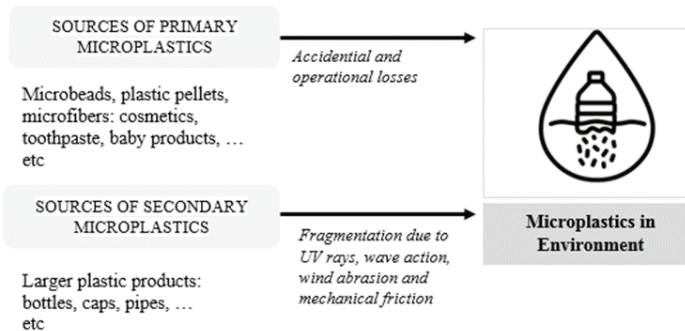 SOURCES OF PRIMARY
MICROPLASTICS
Accidential and
operational losses
Microbeads, plastic pellets,
microfibers: cosmetics,
toothpaste, baby products, …
etc
SOURCES OF SECONDARY
MICROPLASTICS
Fragmentation due to
UV rays, wave action,
wind abrasion and
mechanical friction
Larger plastic products:
bottles, caps, pipes, …
etc
Microplastics in
Environment